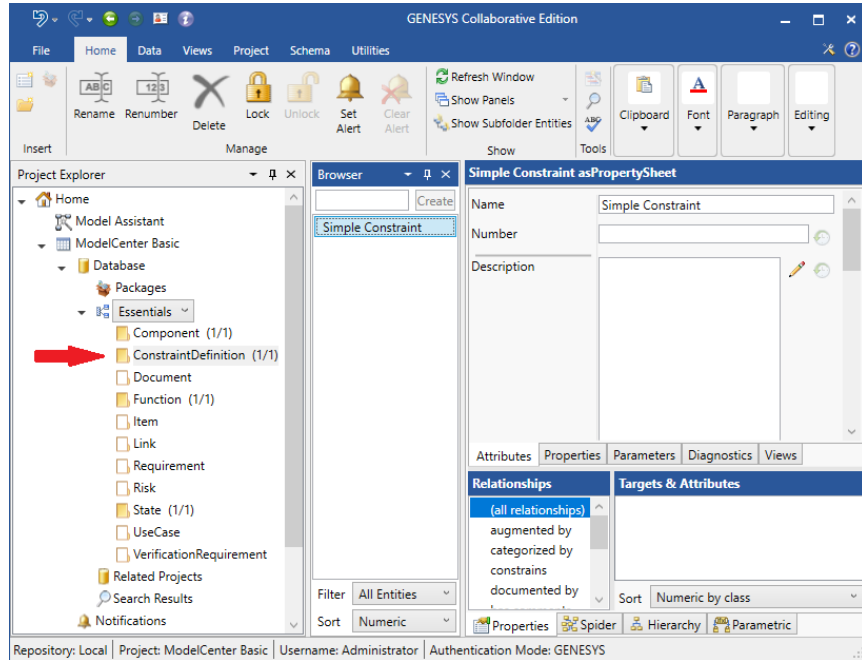 GENESYS Collaborative Edition
File Home Data Views Project Schema Utilities
Insert
Rename
Renumber
Delete
Lock
Unlock
Set Alert
Clear Alert
Manage
Refresh Window
Show Panels
Show Subfolder Entities
Show
Tools
Clipboard
Font
Paragraph
Editing
Project Explorer
Home
Model Assistant
ModelCenter Basic
Database
Packages
Essentials
Component (1/1)
ConstraintDefinition (1/1)
Document
Function (1/1)
Item
Link
Requirement
Risk
State (1/1)
UseCase
VerificationRequirement
Related Projects
Search Results
Notifications
Browser
Create
Simple Constraint
Filter All Entities
Sort Numeric
Simple Constraint asPropertySheet
Name Simple Constraint
Number
Description
Attributes Properties Parameters Diagnostics Views
Relationships
(all relationships)
augmented by
categorized by
constrains
documented by
Targets & Attributes
Sort Numeric by class
Properties Spider Hierarchy Parametric
Repository: Local Project: ModelCenter Basic Username: Administrator Authentication Mode: GENESYS